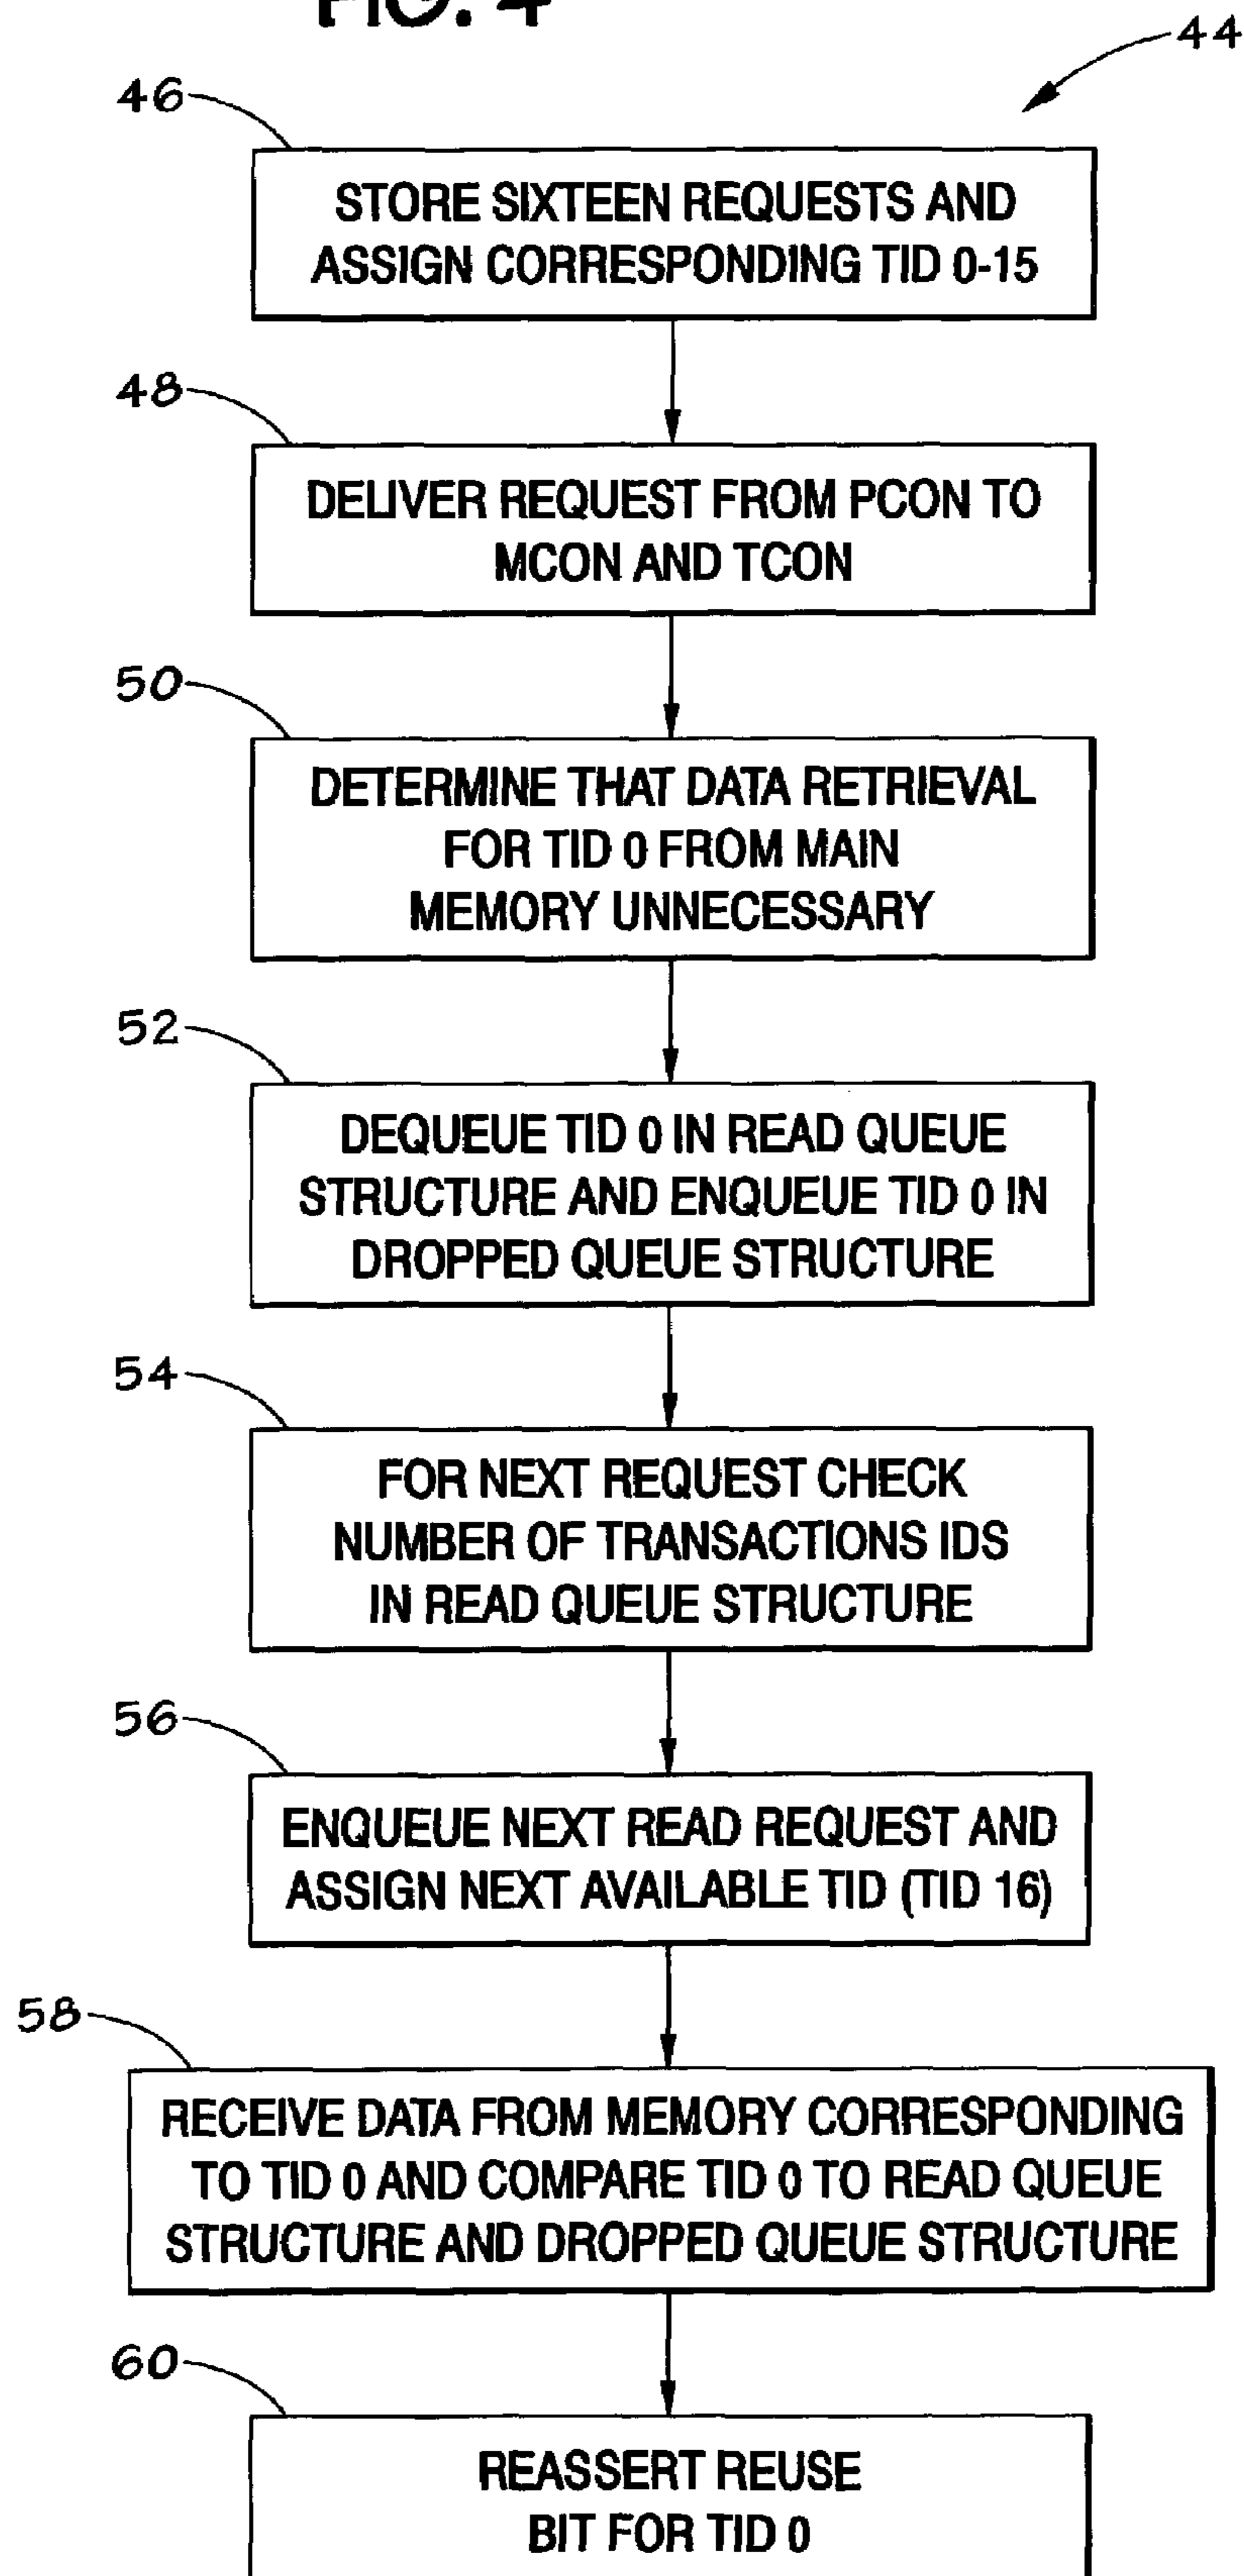 FIG. 4
44
46
STORE SIXTEEN REQUESTS AND
ASSIGN CORRESPONDING TID 0-15
48
DELIVER REQUEST FROM PCON TO
MCON AND TCON
50
DETERMINE THAT DATA RETRIEVAL
FOR TID 0 FROM MAIN
MEMORY UNNECESSARY
52
DEQUEUE TID 0 IN READ QUEUE
STRUCTURE AND ENQUEUE TID 0 IN
DROPPED QUEUE STRUCTURE
54
FOR NEXT REQUEST CHECK
NUMBER OF TRANSACTIONS IDS
IN READ QUEUE STRUCTURE
56
ENQUEUE NEXT READ REQUEST AND
ASSIGN NEXT AVAILABLE TID (TID 16)
58
RECEIVE DATA FROM MEMORY CORRESPONDING
TO TID 0 AND COMPARE TID 0 TO READ QUEUE
STRUCTURE AND DROPPED QUEUE STRUCTURE
60
REASSERT REUSE
BIT FOR TID 0